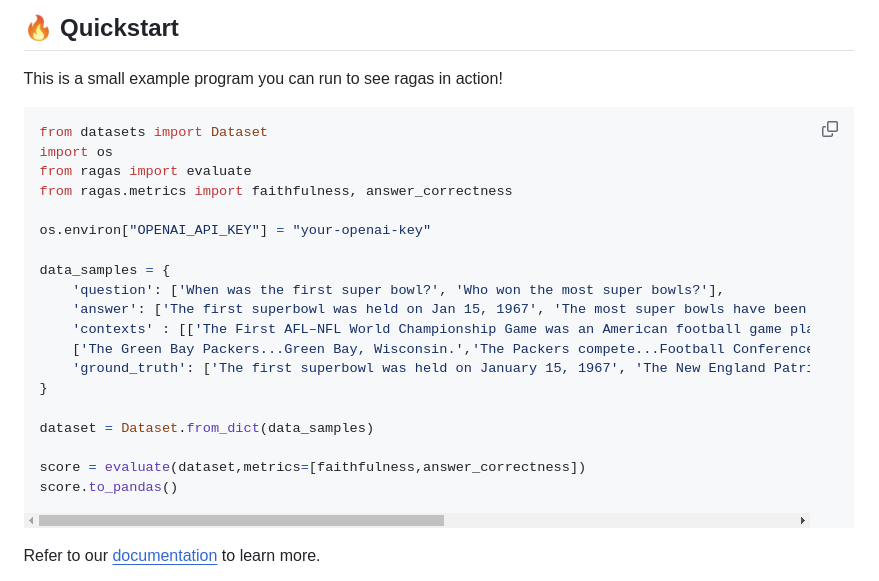 🔥 Quickstart
This is a small example program you can run to see ragas in action!
from datasets import Dataset
import os
from ragas import evaluate
from ragas.metrics import faithfulness, answer_correctness
os.environ["OPENAI_API_KEY"] = "your-openai-key"
data_samples = {
    'question': ['When was the first super bowl?', 'Who won the most super bowls?'],
    'answer': ['The first superbowl was held on Jan 15, 1967', 'The most super bowls have been
    'contexts' : [['The First AFL–NFL World Championship Game was an American football game
    ['The Green Bay Packers...Green Bay, Wisconsin.','The Packers compete...Football Conference
    'ground_truth': ['The first superbowl was held on January 15, 1967', 'The New England
}
dataset = Dataset.from_dict(data_samples)
score = evaluate(dataset,metrics=[faithfulness,answer_correctness])
score.to_pandas()
Refer to our documentation to learn more.